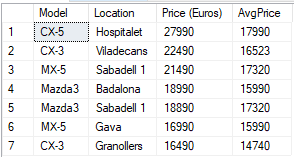 Model Location Price (Euros) AvgPrice
1 CX-5 Hospitalet 27990 17990
2 CX-3 Viladecans 22490 16523
3 MX-5 Sabadell 1 21490 17320
4 Mazda3 Badalona 18990 15990
5 Mazda3 Sabadell 1 18890 17320
6 MX-5 Gava 16990 15990
7 CX-3 Granollers 16490 14740